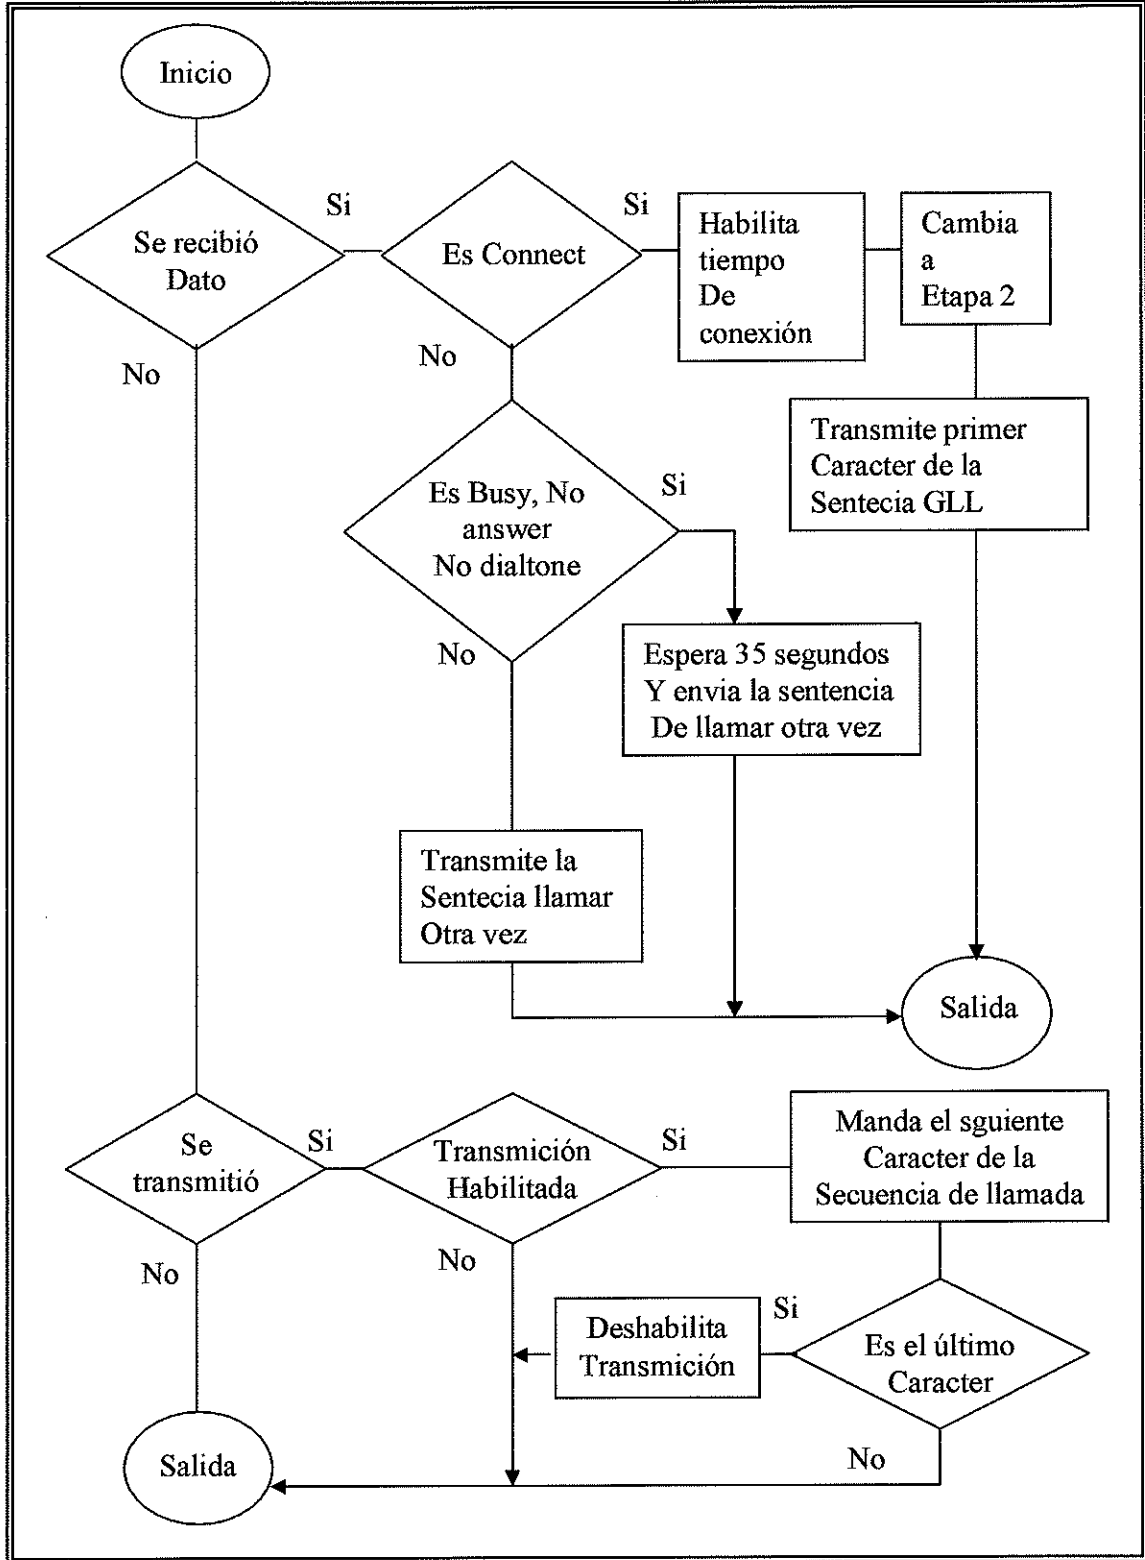 Inicio
Se recibió
Dato
Si
Es Connect
Si
Habilita
tiempo
De
conexión
Cambia
a
Etapa 2
No
No
Transmite primer
Caracter de la
Sentecia GLL
Es Busy, No
answer
No dialtone
Si
No
Espera 35 segundos
Y envia la sentencia
De llamar otra vez
Transmite la
Sentecia llamar
Otra vez
Salida
Se
transmitió
Si
Transmición
Habilitada
Si
Manda el sguiente
Caracter de la
Secuencia de llamada
No
No
Deshabilita
Transmición
Si
Es el último
Caracter
No
Salida